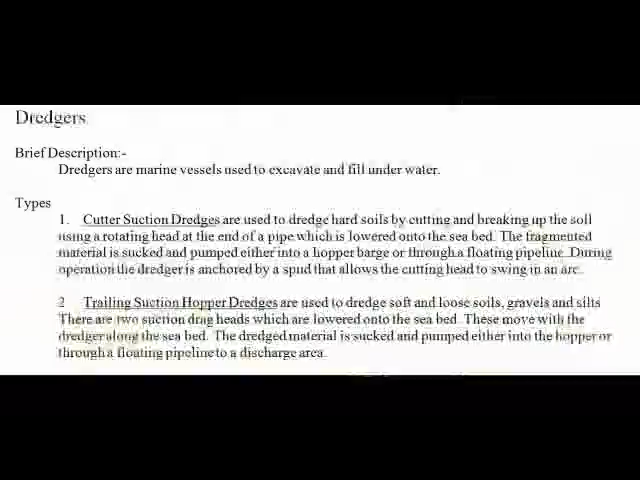 Dredgers
Brief Description:-
Dredgers are marine vessels used to excavate and fill under water.
Types
1. Cutter Suction Dredges are used to dredge hard soils by cutting and breaking up the soil
using a rotating head at the end of a pipe which is lowered onto the sea bed. The fragmented
material is sucked and pumped either into a hopper barge or through a floating pipeline. During
operation the dredger is anchored by a spud that allows the cutting head to swing in an arc.
2 Trailing Suction Hopper Dredges are used to dredge soft and loose soils, gravels and silts
There are two suction drag heads which are lowered onto the sea bed. These move with the
dredger along the sea bed. The dredged material is sucked and pumped either into the hopper or
through a floating pipeline to a discharge area.